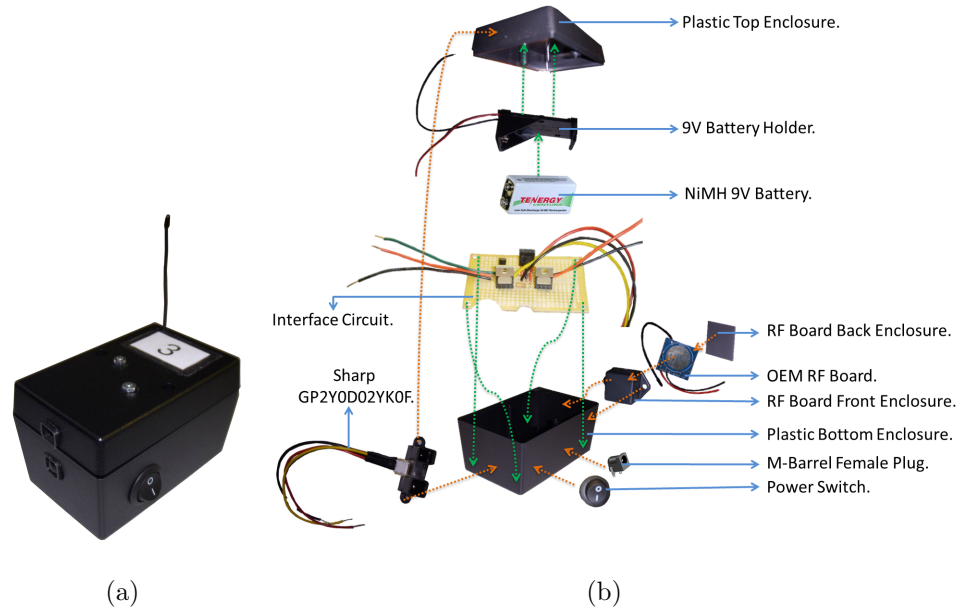 Plastic Top Enclosure.
9V Battery Holder.
TENERGY
NiMH 9V Battery.
Interface Circuit.
RF Board Back Enclosure.
3
OEM RF Board.
Sharp
GP2Y0D02YK0F.
RF Board Front Enclosure.
Plastic Bottom Enclosure.
M-Barrel Female Plug.
Power Switch.
(a)
(b)